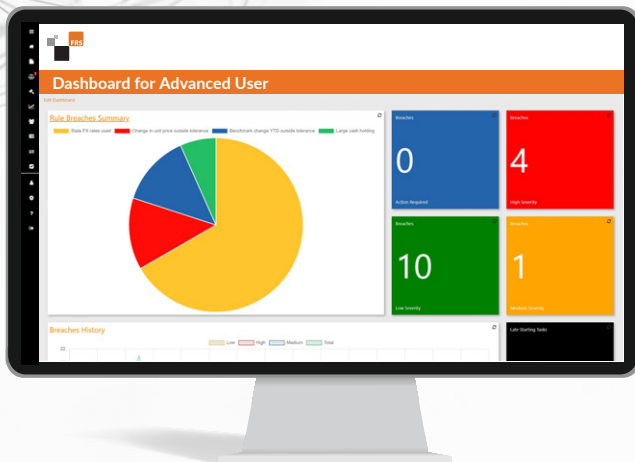 FRS
Dashboard for Advanced User
Edit Dashboard
Rule Breaches Summary
Stale FX rates used Change in unit price outside tolerance Benchmark change YTD outside tolerance Large cash holding
Breaches
0
Action Required
Breaches
4
High Severity
Breaches
10
Low Severity
Breaches
1
Medium Severity
Breaches History
Low High Medium Total
22
Late Starting Tasks